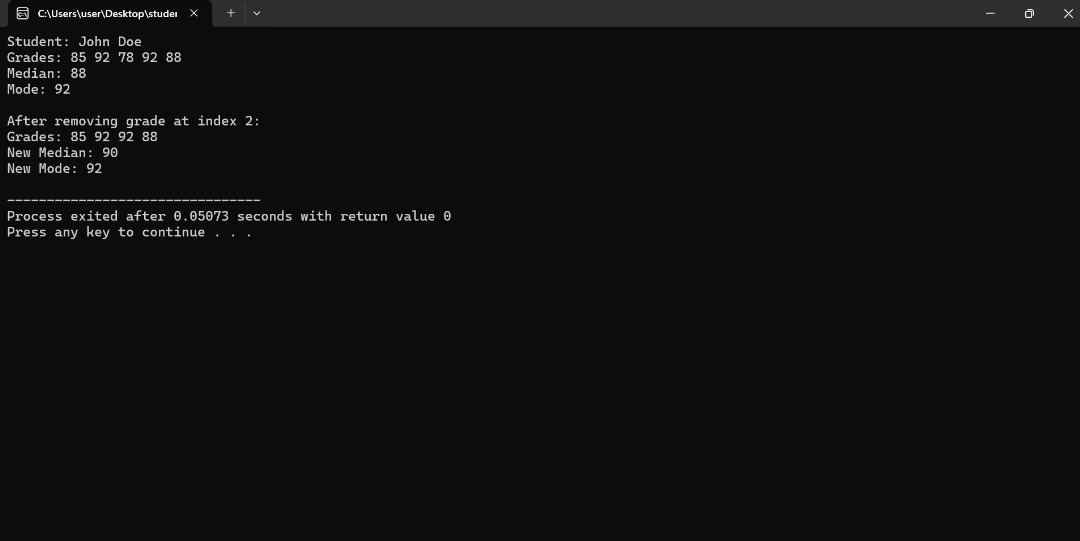 C:\Users\user\Desktop\studer
Student: John Doe
Grades: 85 92 78 92 88
Median: 88
Mode: 92
After removing grade at index 2:
Grades: 85 92 92 88
New Median: 90
New Mode: 92
--------------------------------
Process exited after 0.05073 seconds with return value 0
Press any key to continue . . .